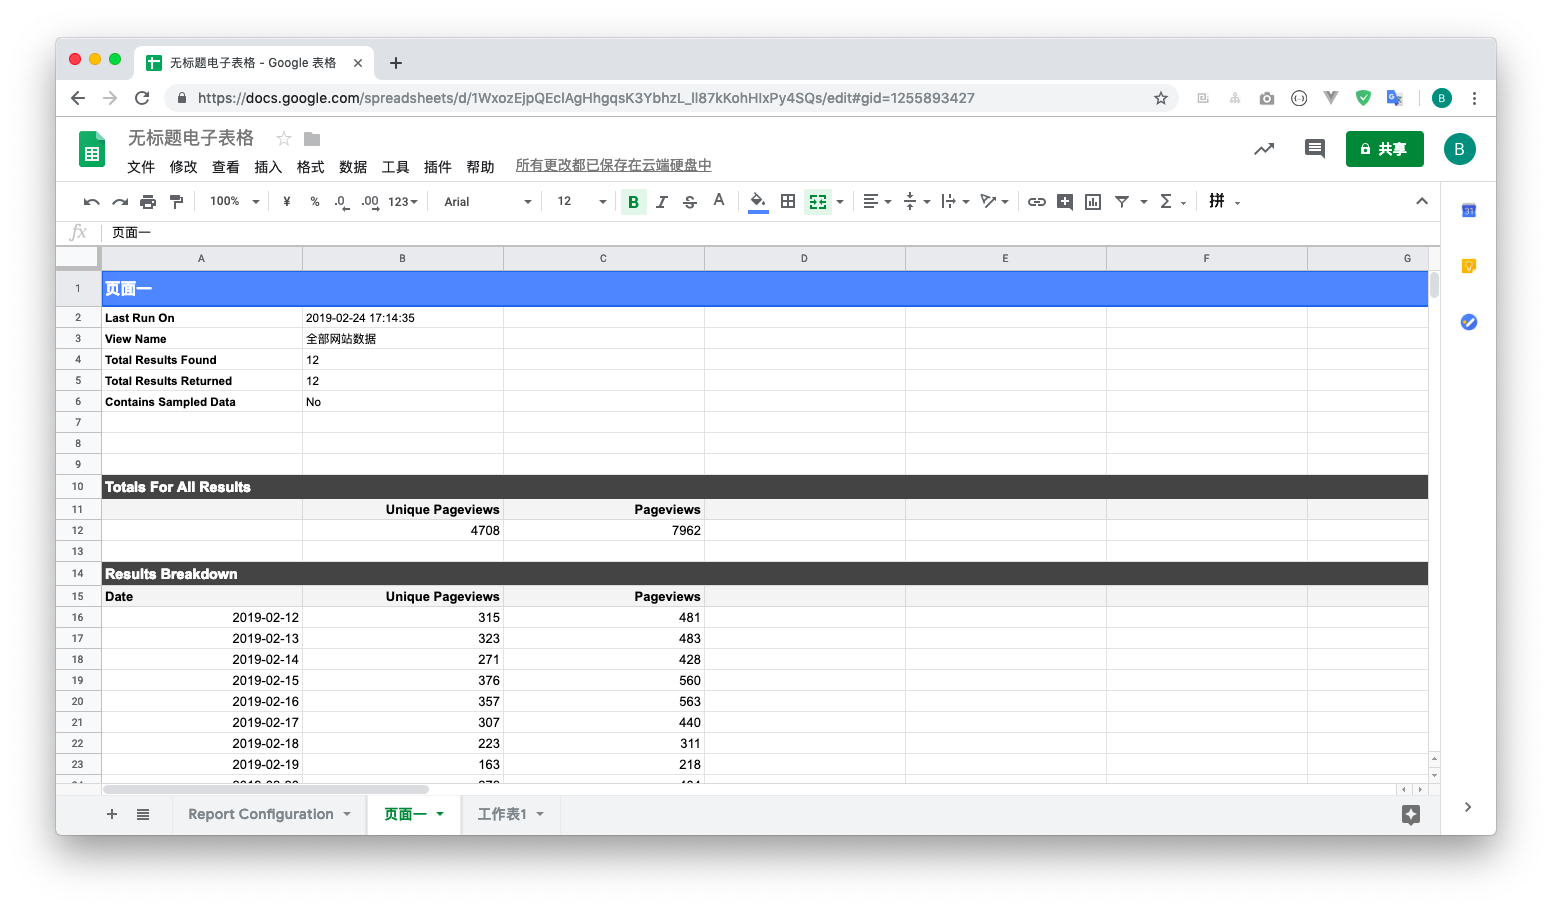 无标题电子表格 - Google 表格
https://docs.google.com/spreadsheets/d/1WxozEjpQEclAgHhgqsK3YbhzL_Il87kKohHIxPy4SQs/edit#gid=1255893427
B
无标题电子表格
文件 修改 查看 插入 格式 数据 工具 插件 帮助 所有更改都已保存在云端硬盘中
共享
B
100% ¥ % .0 .00 123 Arial 12 B I S A Σ 拼
31
fx 页面一
A B C D E F G
1 页面一
2 Last Run On 2019-02-24 17:14:35
3 View Name 全部网站数据
4 Total Results Found 12
5 Total Results Returned 12
6 Contains Sampled Data No
7
8
9
10 Totals For All Results
11 Unique Pageviews Pageviews
12 4708 7962
13
14 Results Breakdown
15 Date Unique Pageviews Pageviews
16 2019-02-12 315 481
17 2019-02-13 323 483
18 2019-02-14 271 428
19 2019-02-15 376 560
20 2019-02-16 357 563
21 2019-02-17 307 440
22 2019-02-18 223 311
23 2019-02-19 163 218
Report Configuration 页面一 工作表1